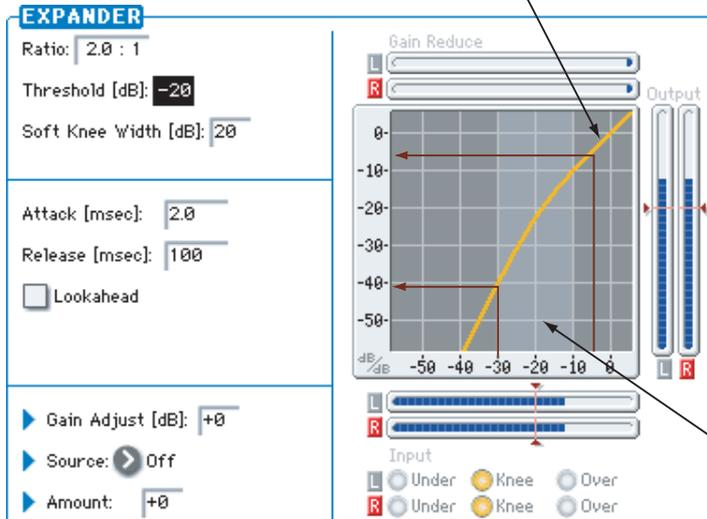 EXPANDER
Ratio: 2.0 : 1
Threshold [dB]: -20
Soft Knee Width [dB]: 20
Attack [msec]: 2.0
Release [msec]: 100
Lookahead
Gain Adjust [dB]: +0
Source: Off
Amount: +0
Gain Reduce
L
R
Output
0-
-10-
-20-
-30-
-40-
-50-
dB/dB -50 -40 -30 -20 -10 0
L R
L
R
Input
L Under Knee Over
R Under Knee Over